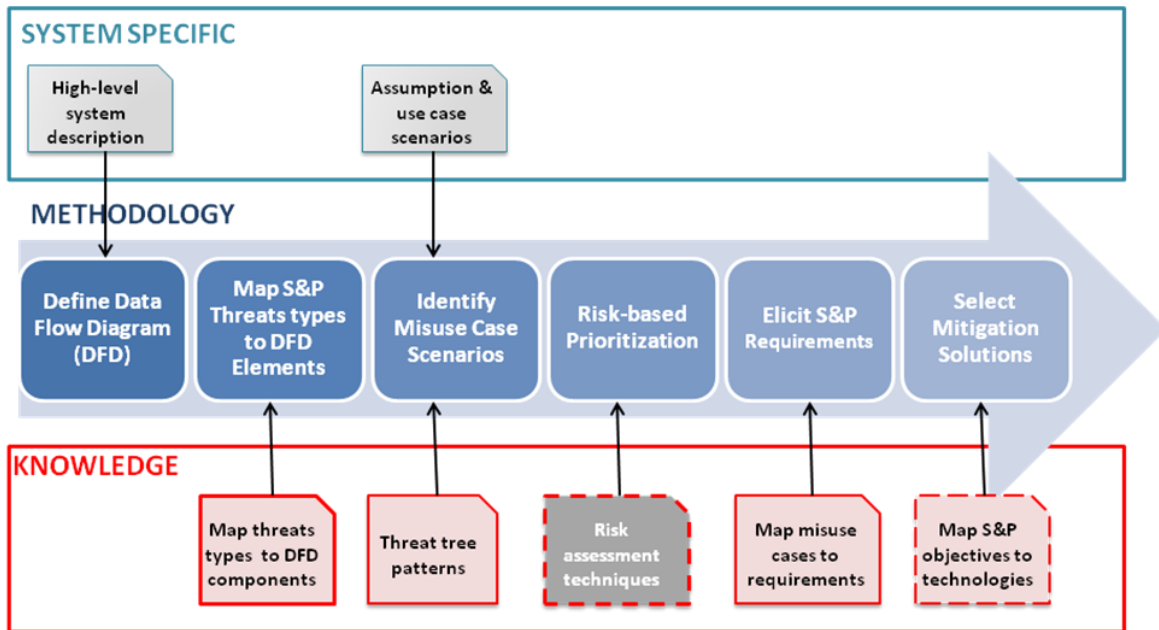 SYSTEM SPECIFIC
High-level
system
description
Assumption &
use case
scenarios
METHODOLOGY
Define Data
Flow Diagram
(DFD)
Map S&P
Threats types
to DFD
Elements
Identify
Misuse Case
Scenarios
Risk-based
Prioritization
Elicit S&P
Requirements
Select
Mitigation
Solutions
KNOWLEDGE
Map threats
types to DFD
components
Threat tree
patterns
Risk
assessment
techniques
Map misuse
cases to
requirements
Map S&P
objectives to
technologies